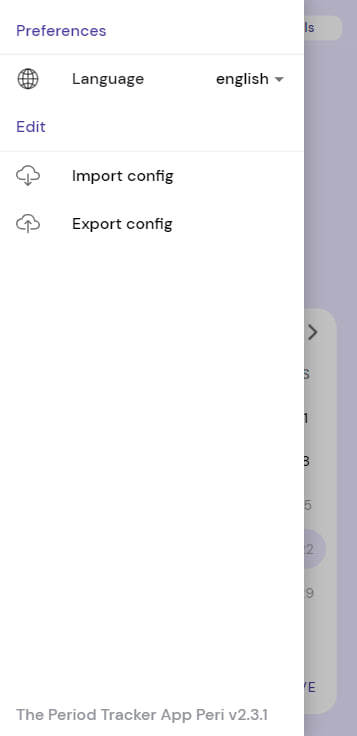 Preferences
ls
Language english
Edit
Import config
Export config
S
1
8
5
22
29
VE
The Period Tracker App Peri v2.3.1